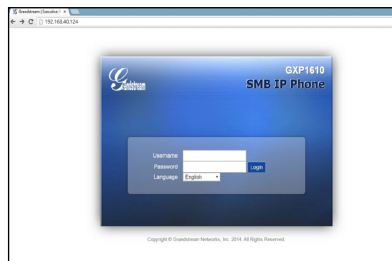 Grandstream | Executive
192.168.40.124
Grandstream
GXP1610
SMB IP Phone
Username
Password
Login
Language
English
Copyright © Grandstream Networks, Inc. 2014. All Rights Reserved.